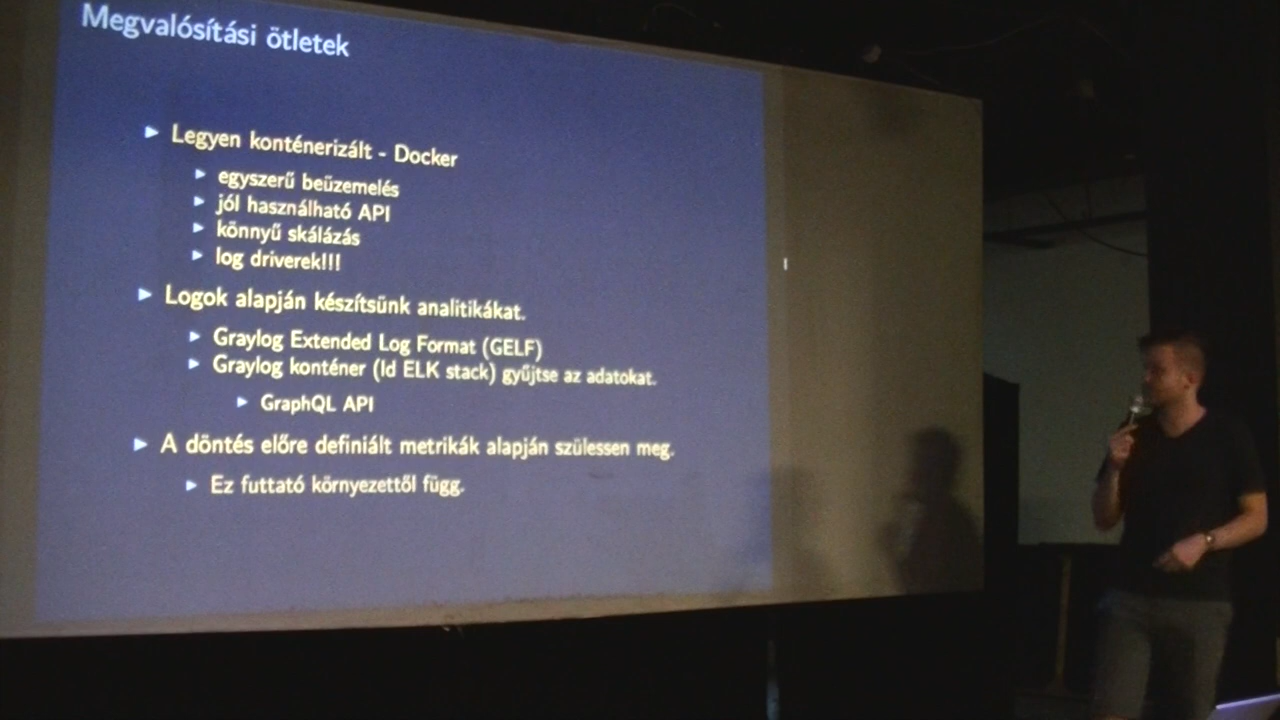 Megvalósítási ötletek
Legyen konténerizált - Docker
egyszerű beüzemelés
jól használható API
könnyű skálázás
log driverek!!!
Logok alapján készítsünk analitikákat.
Graylog Extended Log Format (GELF)
Graylog konténer (ld ELK stack) gyűjtse az adatokat.
GraphQL API
A döntés előre definiált metrikák alapján szülessen meg.
Ez futtató környezettől függ.